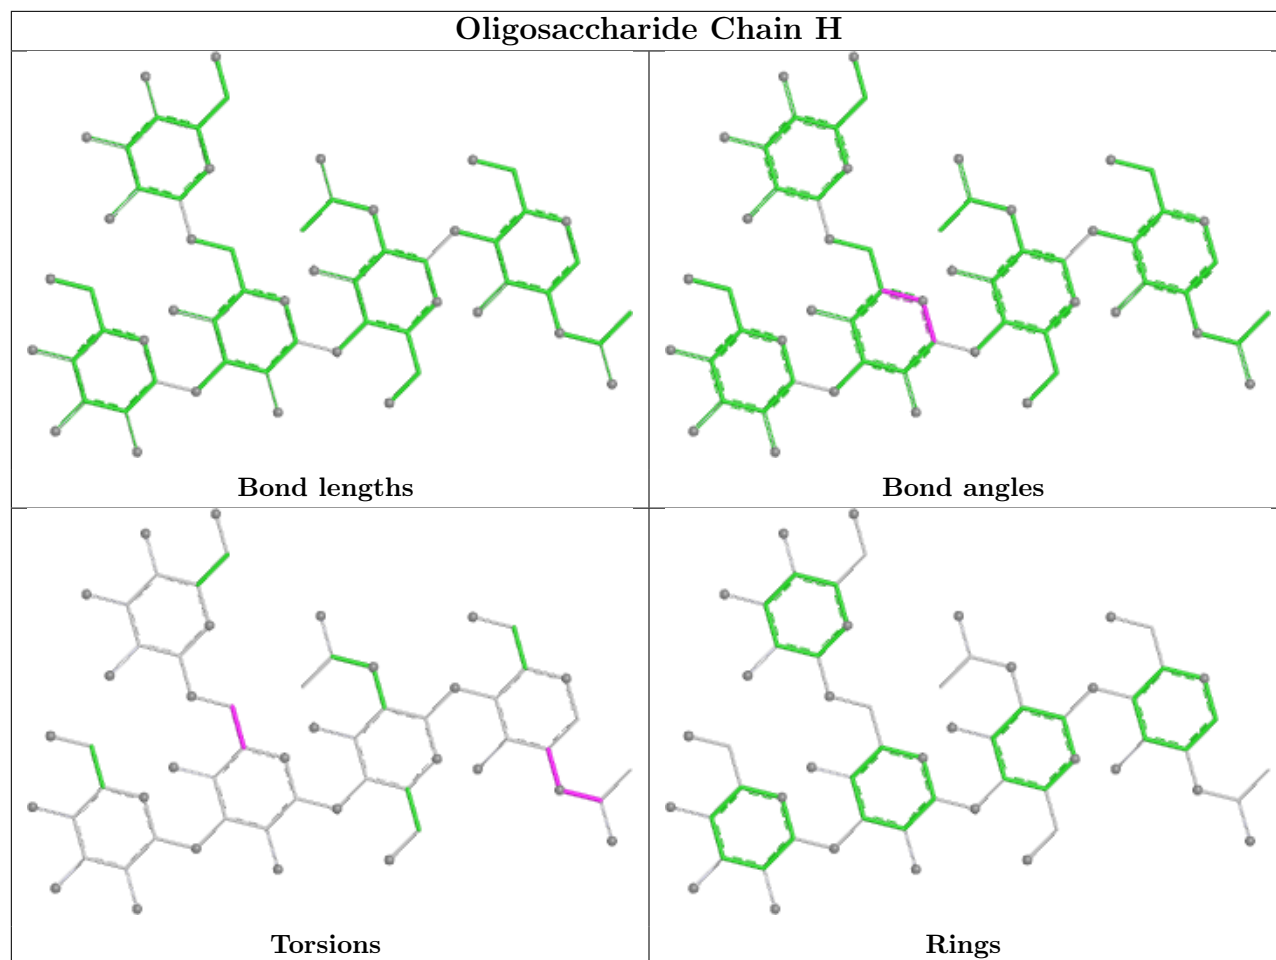 Oligosaccharide Chain H
Bond lengths
Bond angles
Torsions
Rings